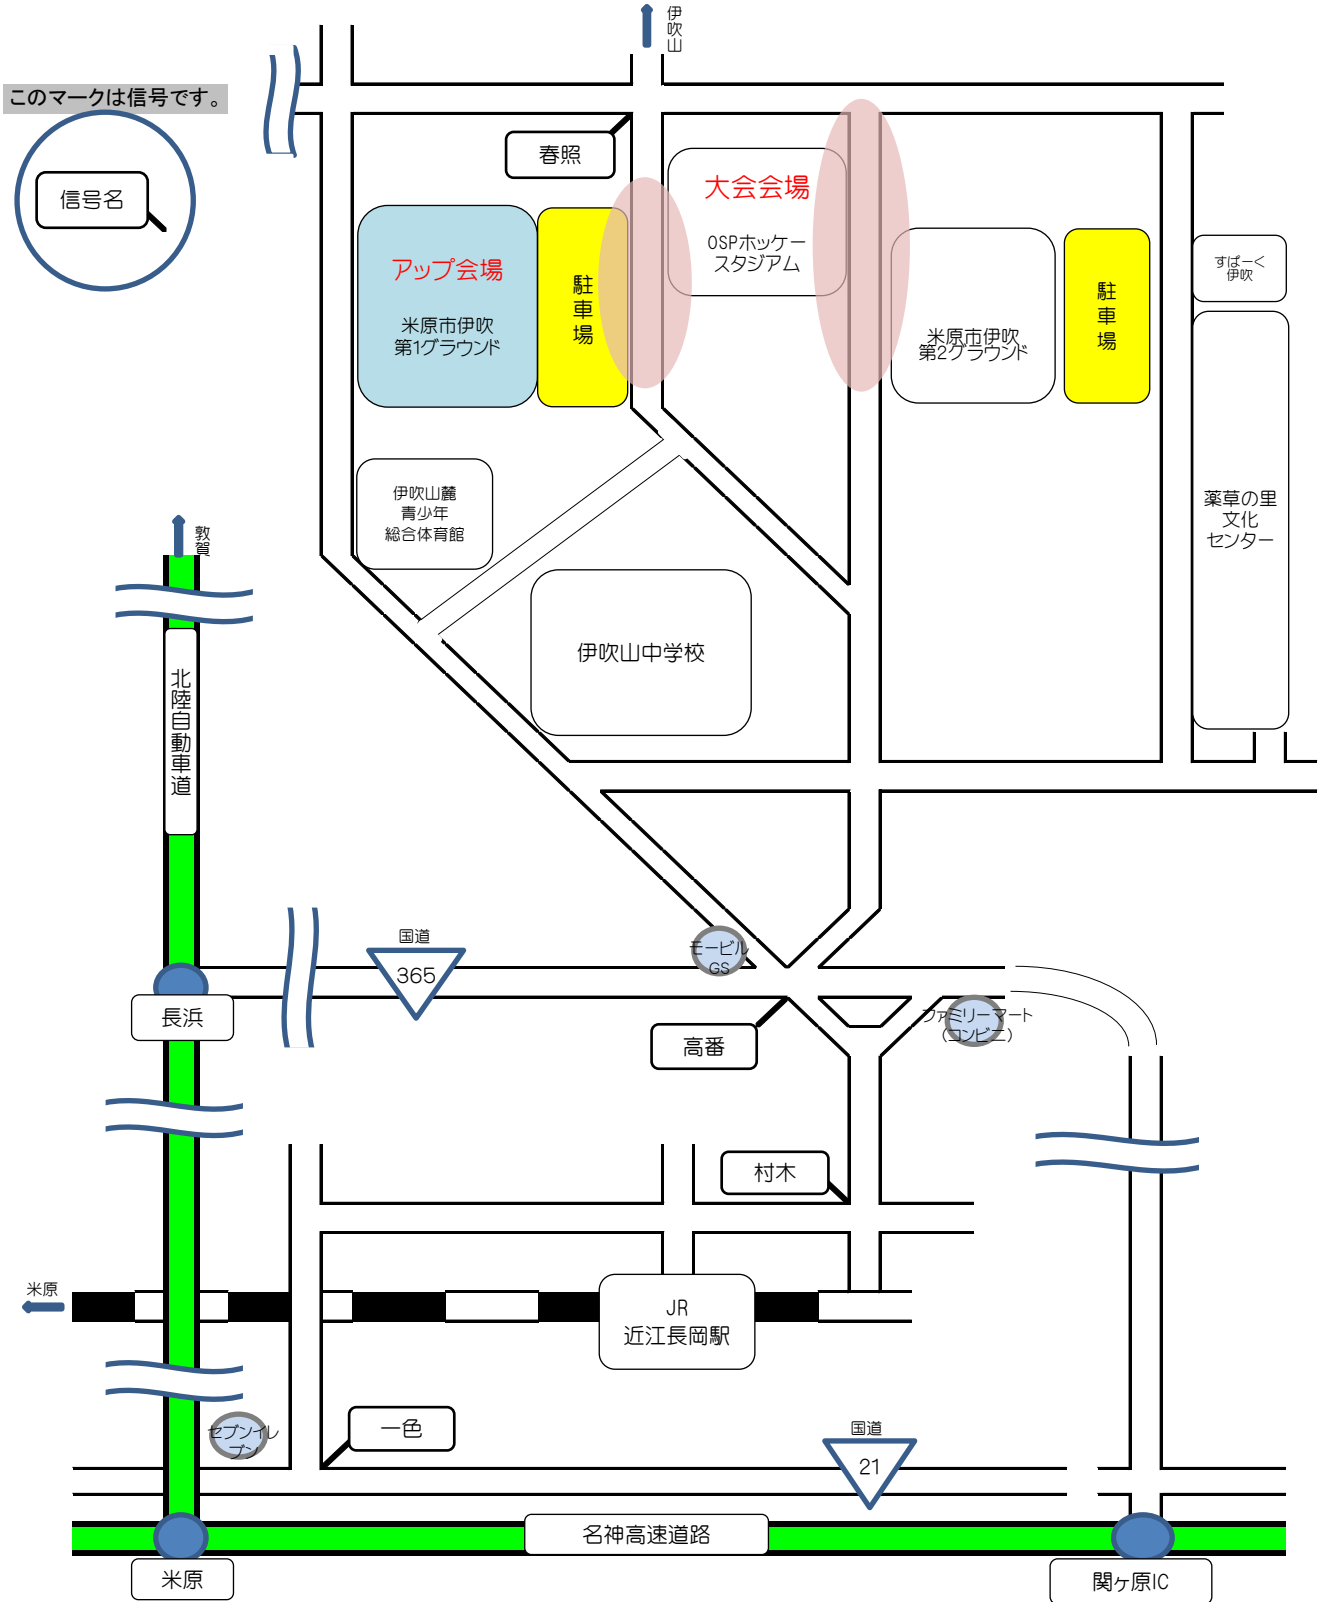 伊吹山
このマークは信号です。
信号名
春照
大会会場
OSPホッケー
スタジアム
アップ会場
米原市伊吹
第1グラウンド
駐車場
米原市伊吹
第2グラウンド
駐車場
すぱーく
伊吹
伊吹山麓
青少年
総合体育館
薬草の里
文化
センター
敦賀
伊吹山中学校
北陸自動車道
国道
365
モービル
GS
長浜
高番
ファミリーマート
(コンビニ)
村木
米原
JR
近江長岡駅
セブンイレ
ブン
一色
国道
21
名神高速道路
米原
関ヶ原IC